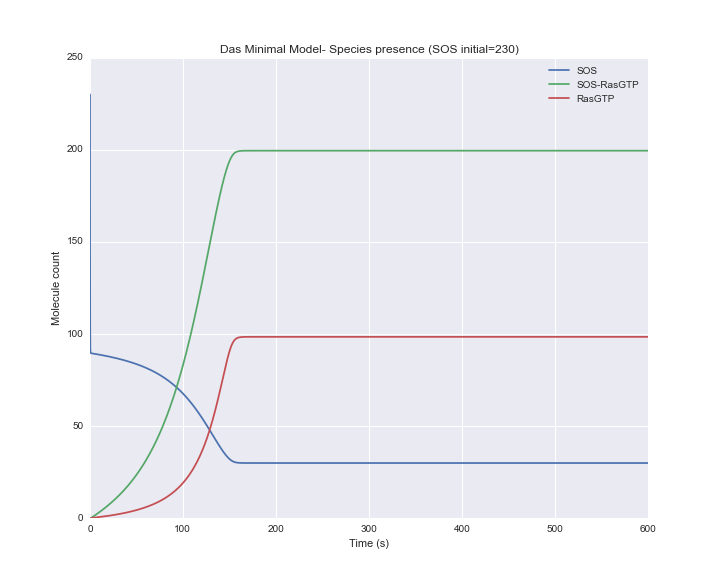 Das Minimal Model- Species presence (SOS initial=230)
250
200
150
100
50
0
Molecule count
SOS
SOS-RasGTP
RasGTP
0 100 200 300 400 500 600
Time (s)